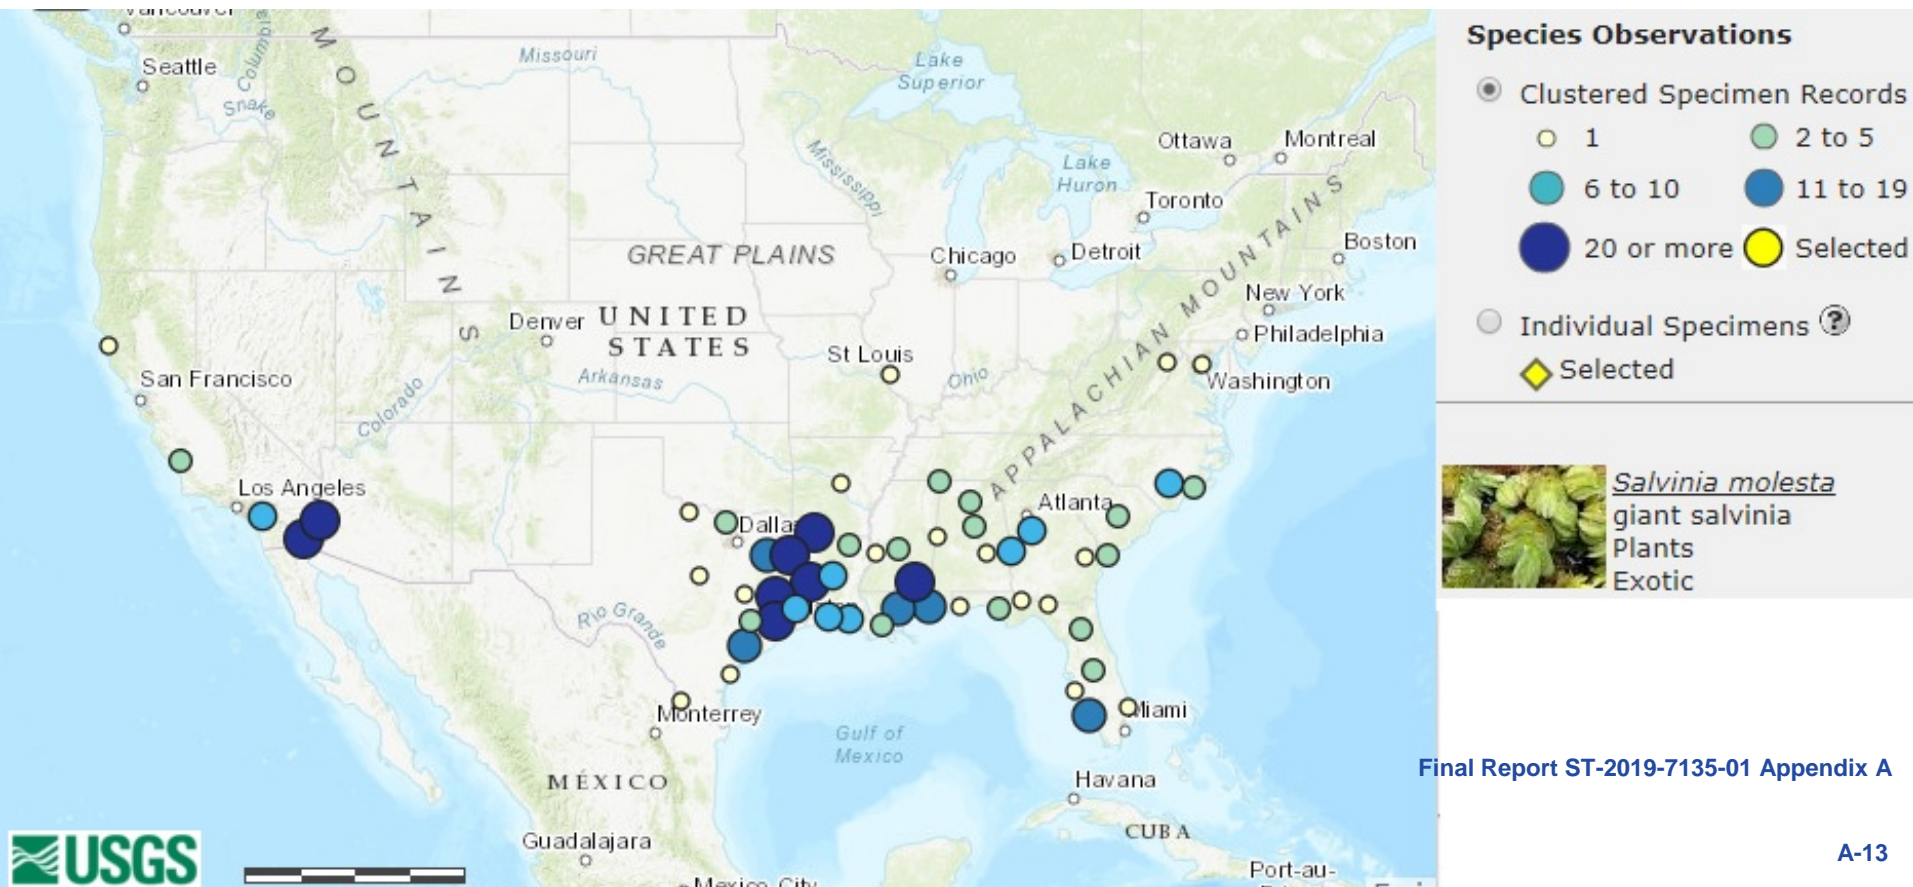 Vancouver
Seattle
Columbia
Snake
MOUNTAINS
Missouri
Lake
Superior
Mississippi
Ottawa
Montreal
Lake
Huron
Toronto
APPALACHIAN MOUNTAINS
Boston
GREAT PLAINS
Chicago
Detroit
New York
Denver
UNITED
STATES
Philadelphia
St Louis
San Francisco
Colorado
Arkansas
Ohio
Washington
Los Angeles
Atlanta
Dalla
Rio Grande
Monterrey
Miami
Gulf of
Mexico
MÉXICO
Havana
Guadalajara
CUBA
Port-au-
Mexico City
USGS
Species Observations
Clustered Specimen Records
1
2 to 5
6 to 10
11 to 19
20 or more
Selected
Individual Specimens ?
Selected
Salvinia molesta
giant salvinia
Plants
Exotic
Final Report ST-2019-7135-01 Appendix A
A-13